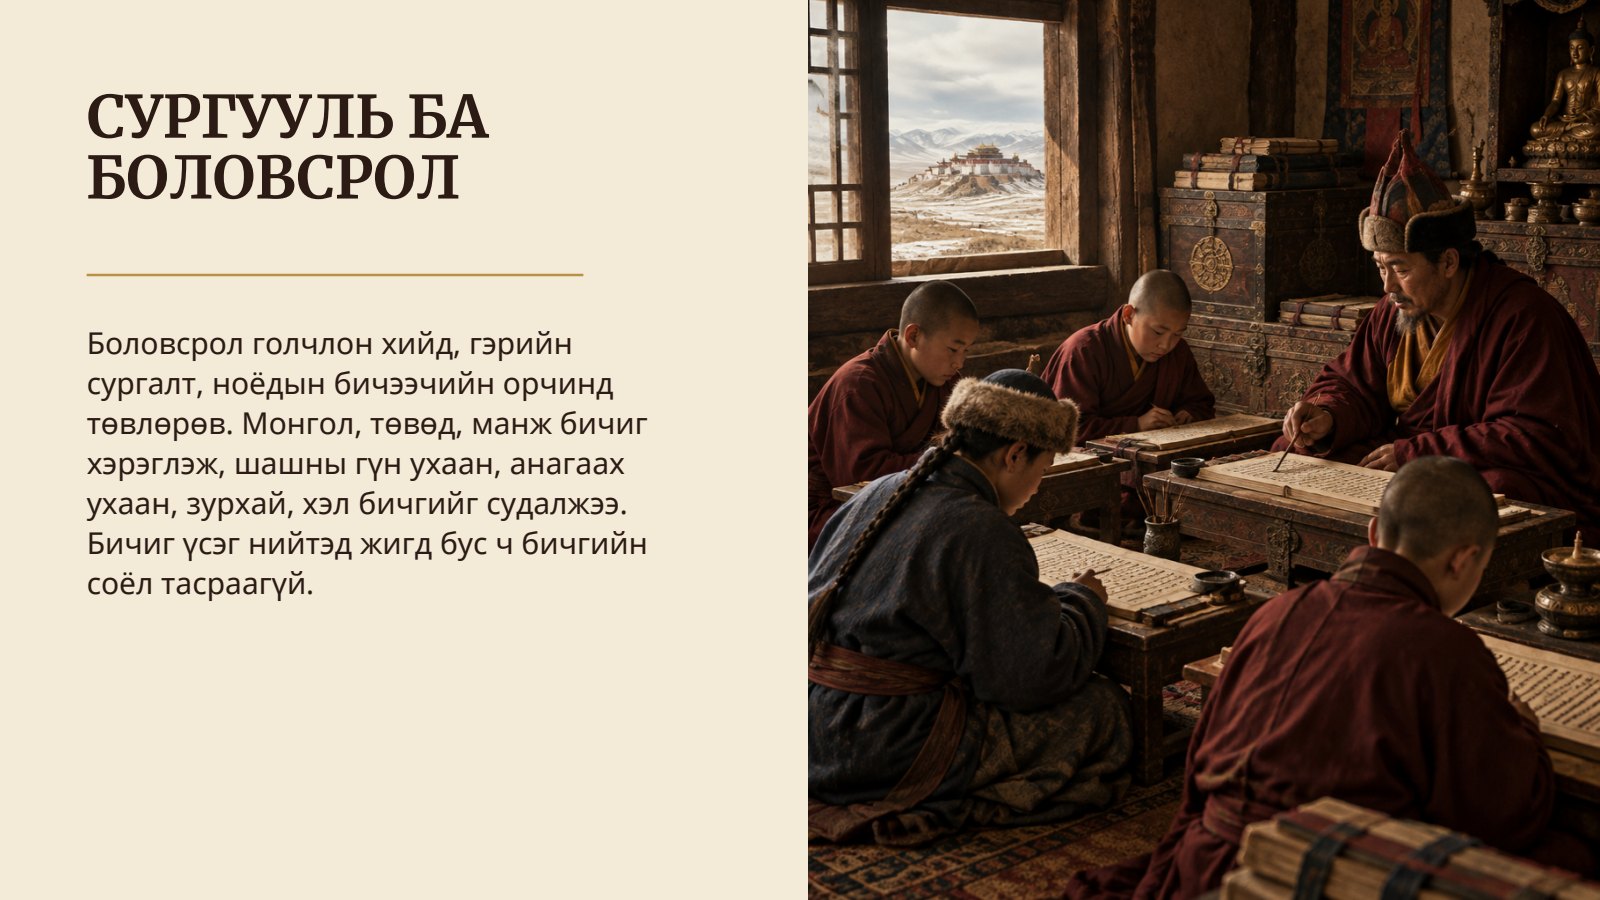 СУРГУУЛЬ БА
БОЛОВСРОЛ
Боловсрол голчлон хийд, гэрийн
сургалт, ноёдын бичээчийн орчинд
төвлөрөв. Монгол, төвөд, манж бичиг
хэрэглэж, шашны гүн ухаан, анагаах
ухаан, зурхай, хэл бичгийг судалжээ.
Бичиг үсэг нийтэд жигд бус ч бичгийн
соёл тасраагүй.